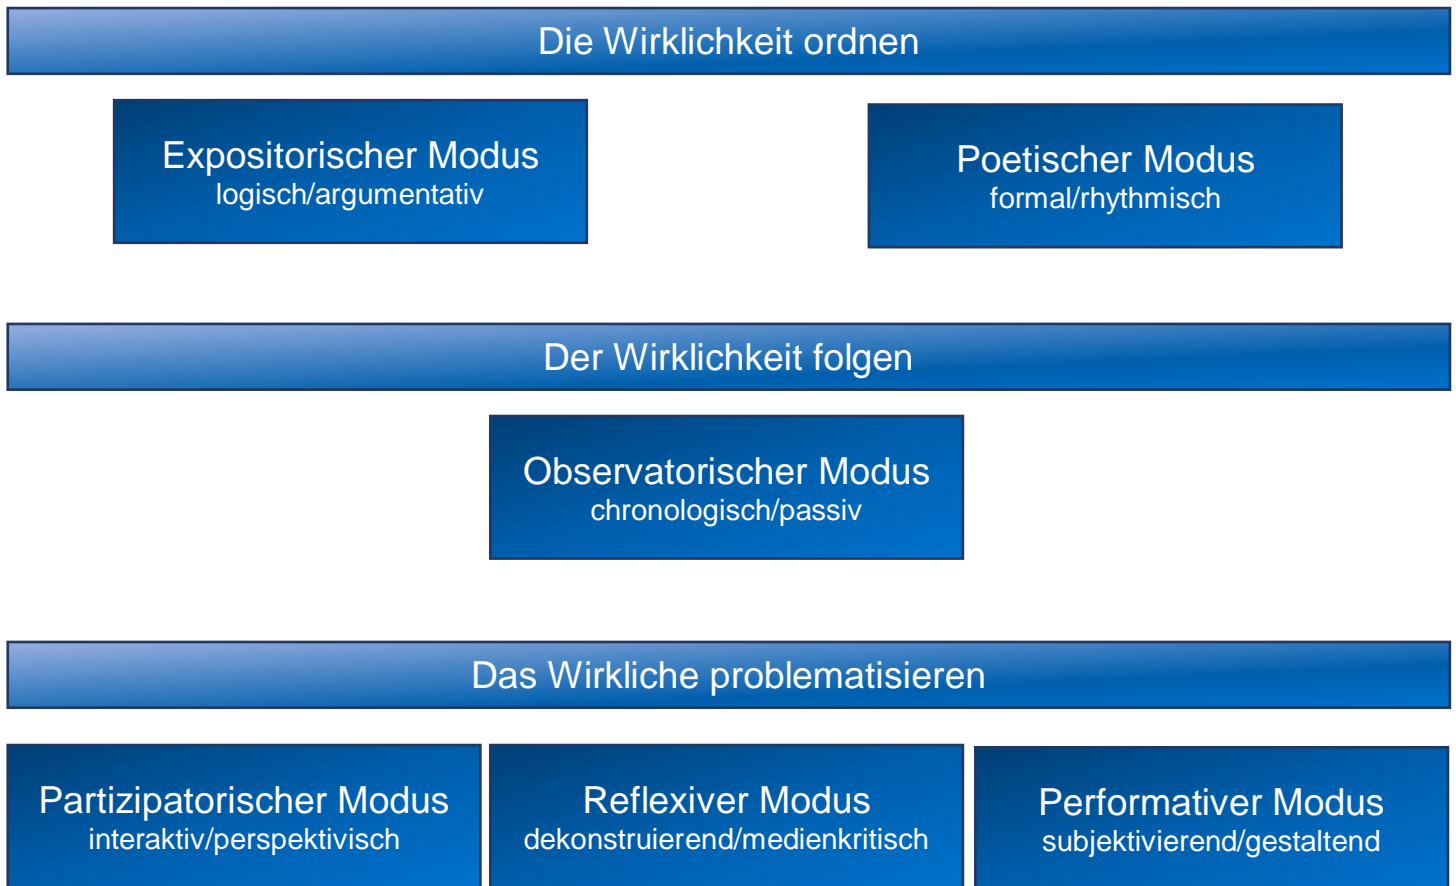 Die Wirklichkeit ordnen
Expositorischer Modus
logisch/argumentativ
Poetischer Modus
formal/rhythmisch
Der Wirklichkeit folgen
Observatorischer Modus
chronologisch/passiv
Das Wirkliche problematisieren
Partizipatorischer Modus
interaktiv/perspektivisch
Reflexiver Modus
dekonstruierend/medienkritisch
Performativer Modus
subjektivierend/gestaltend